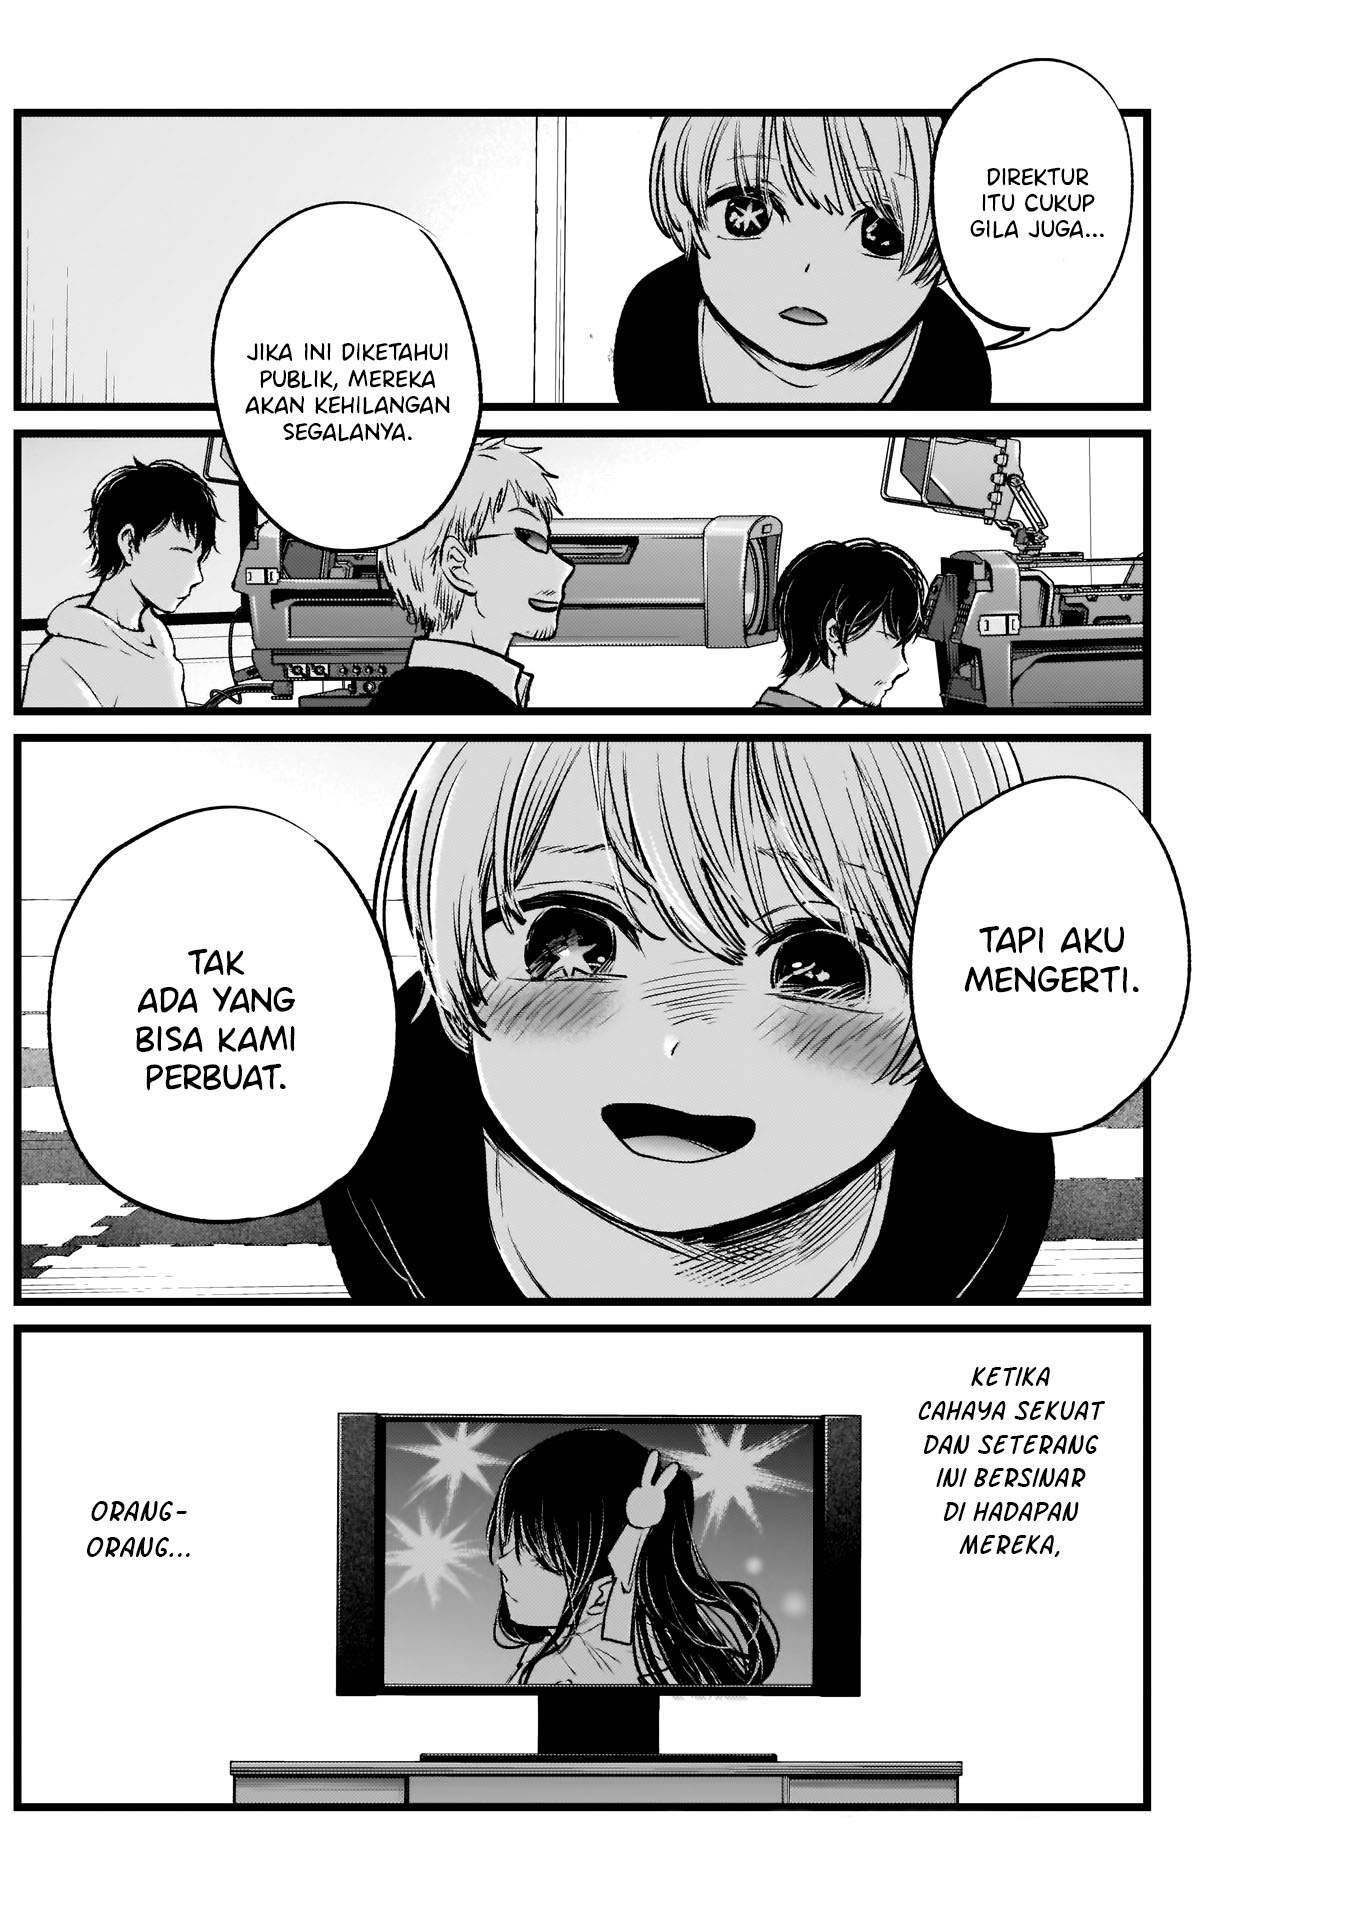 DIREKTUR
ITU CUKUP
GILA JUGA...
JIKA INI DIKETAHUI
PUBLIK, MEREKA
AKAN KEHILANGAN
SEGALANYA.
TAPI AKU
MENGERTI.
TAK
ADA YANG
BISA KAMI
PERBUAT.
KETIKA
CAHAYA SEKUAT
DAN SETERANG
INI BERSINAR
DI HADAPAN
MEREKA,
ORANG-
ORANG...